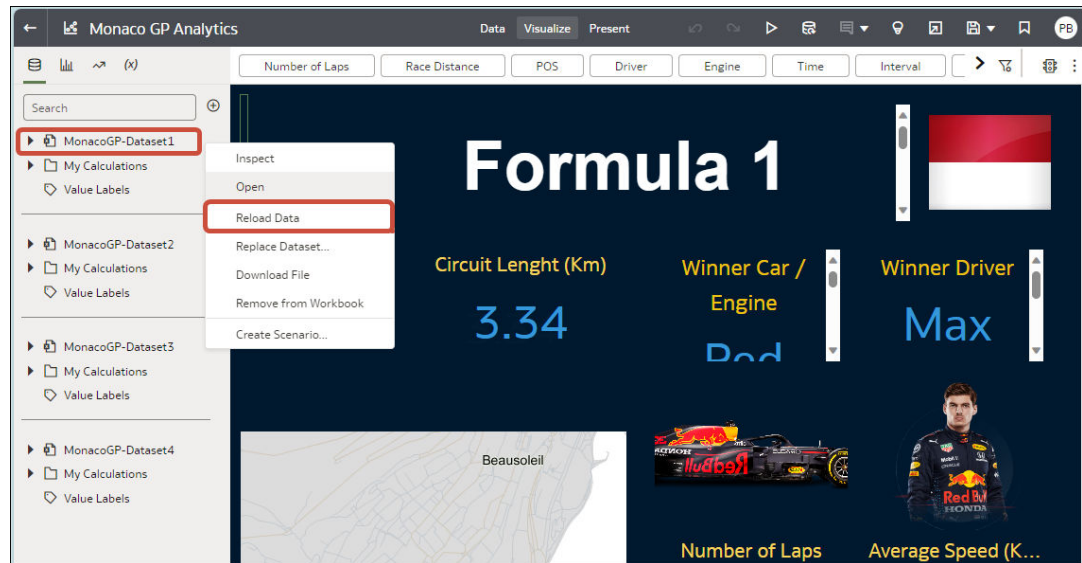 Monaco GP Analytics
Data Visualize Present
PB
(x)
Number of Laps Race Distance POS Driver Engine Time Interval
Search
MonacoGP-Dataset1
My Calculations
Value Labels
MonacoGP-Dataset2
My Calculations
Value Labels
MonacoGP-Dataset3
My Calculations
Value Labels
MonacoGP-Dataset4
My Calculations
Value Labels
Inspect
Open
Reload Data
Replace Dataset...
Download File
Remove from Workbook
Create Scenario...
Formula 1
Circuit Lenght (Km)
3.34
Winner Car /
Engine
Red
Winner Driver
Max
Beausoleil
RedBull
Red Bull
HONDA
Number of Laps
Average Speed (K...